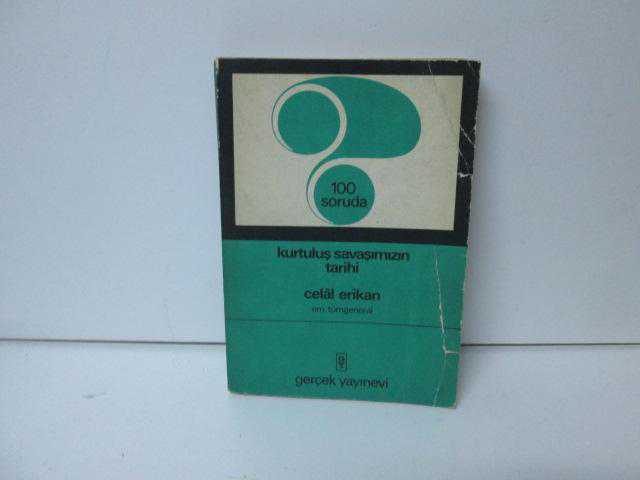 100
soruda
kurtuluş savaşımızın
tarihi
celâl erikan
em. tümgeneral
G
Y
gerçek yayınevi